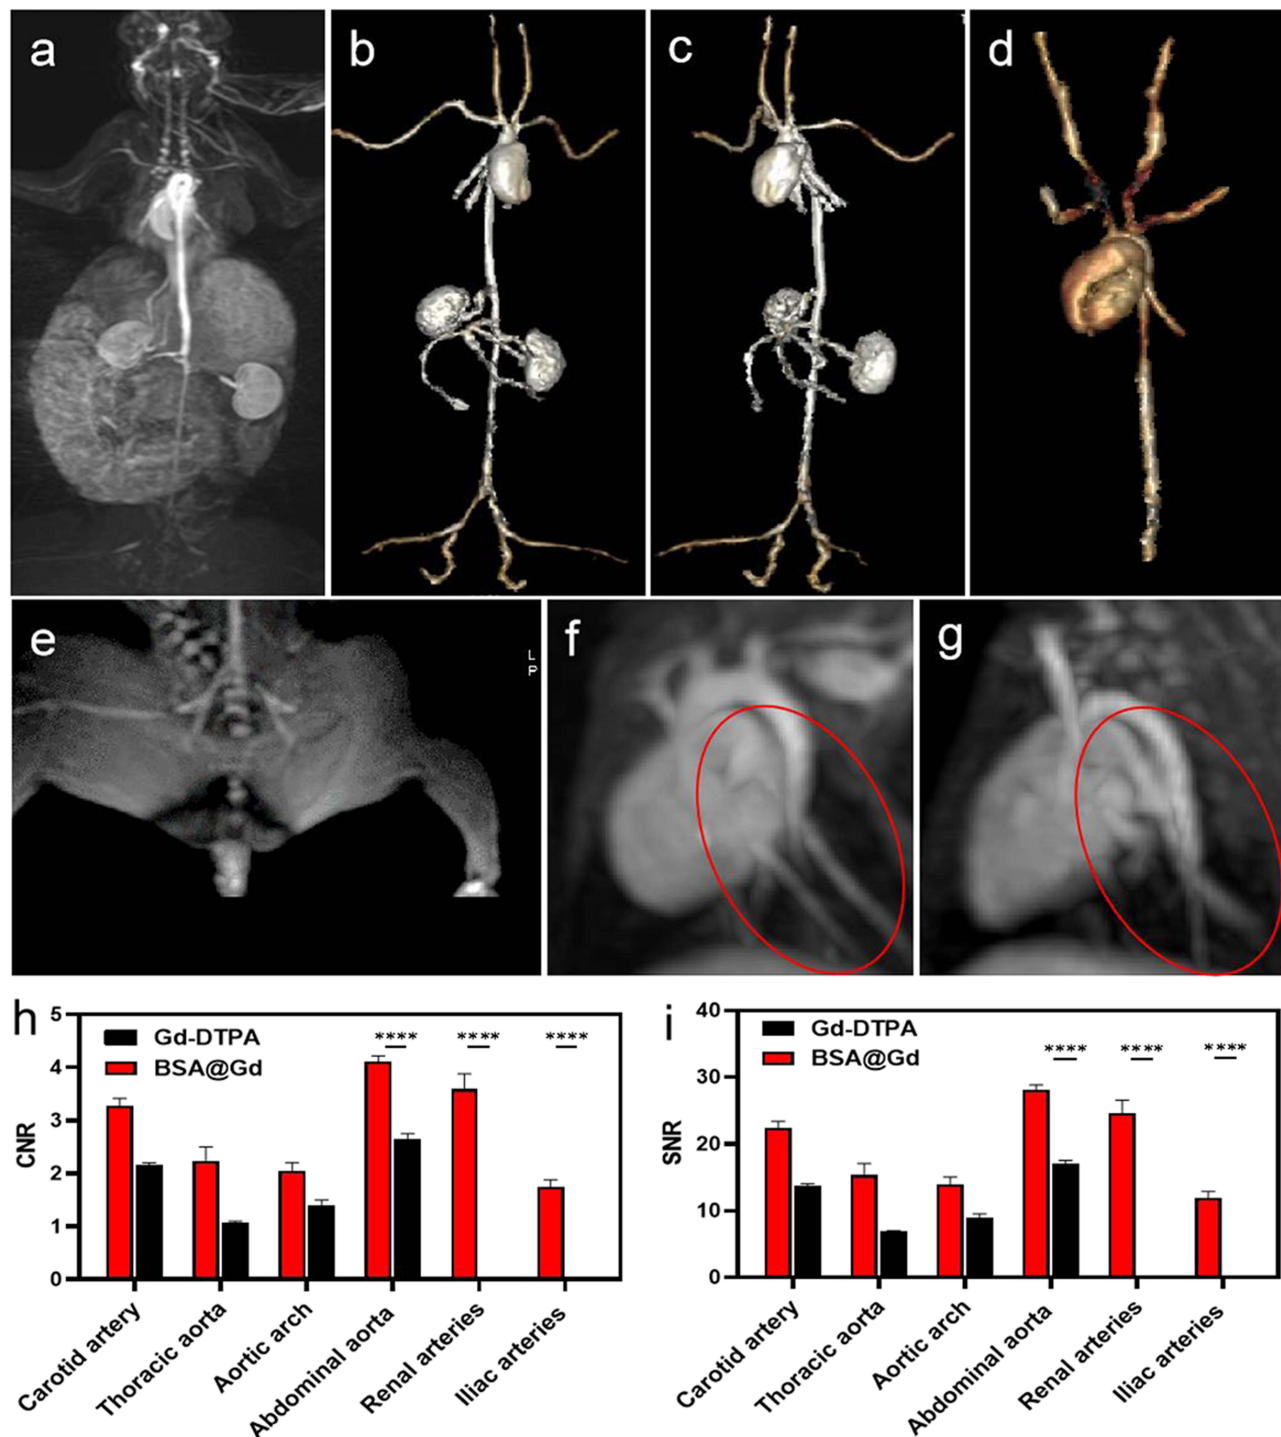 a
b
c
d
e
L
P
f
g
h
5
4
3
2
1
0
CNR
Gd-DTPA
BSA@Gd
**** **** ****
Carotid artery
Thoracic aorta
Aortic arch
Abdominal aorta
Renal arteries
Iliac arteries
i
40
30
20
10
0
SNR
Gd-DTPA
BSA@Gd
**** **** ****
Carotid artery
Thoracic aorta
Aortic arch
Abdominal aorta
Renal arteries
Iliac arteries